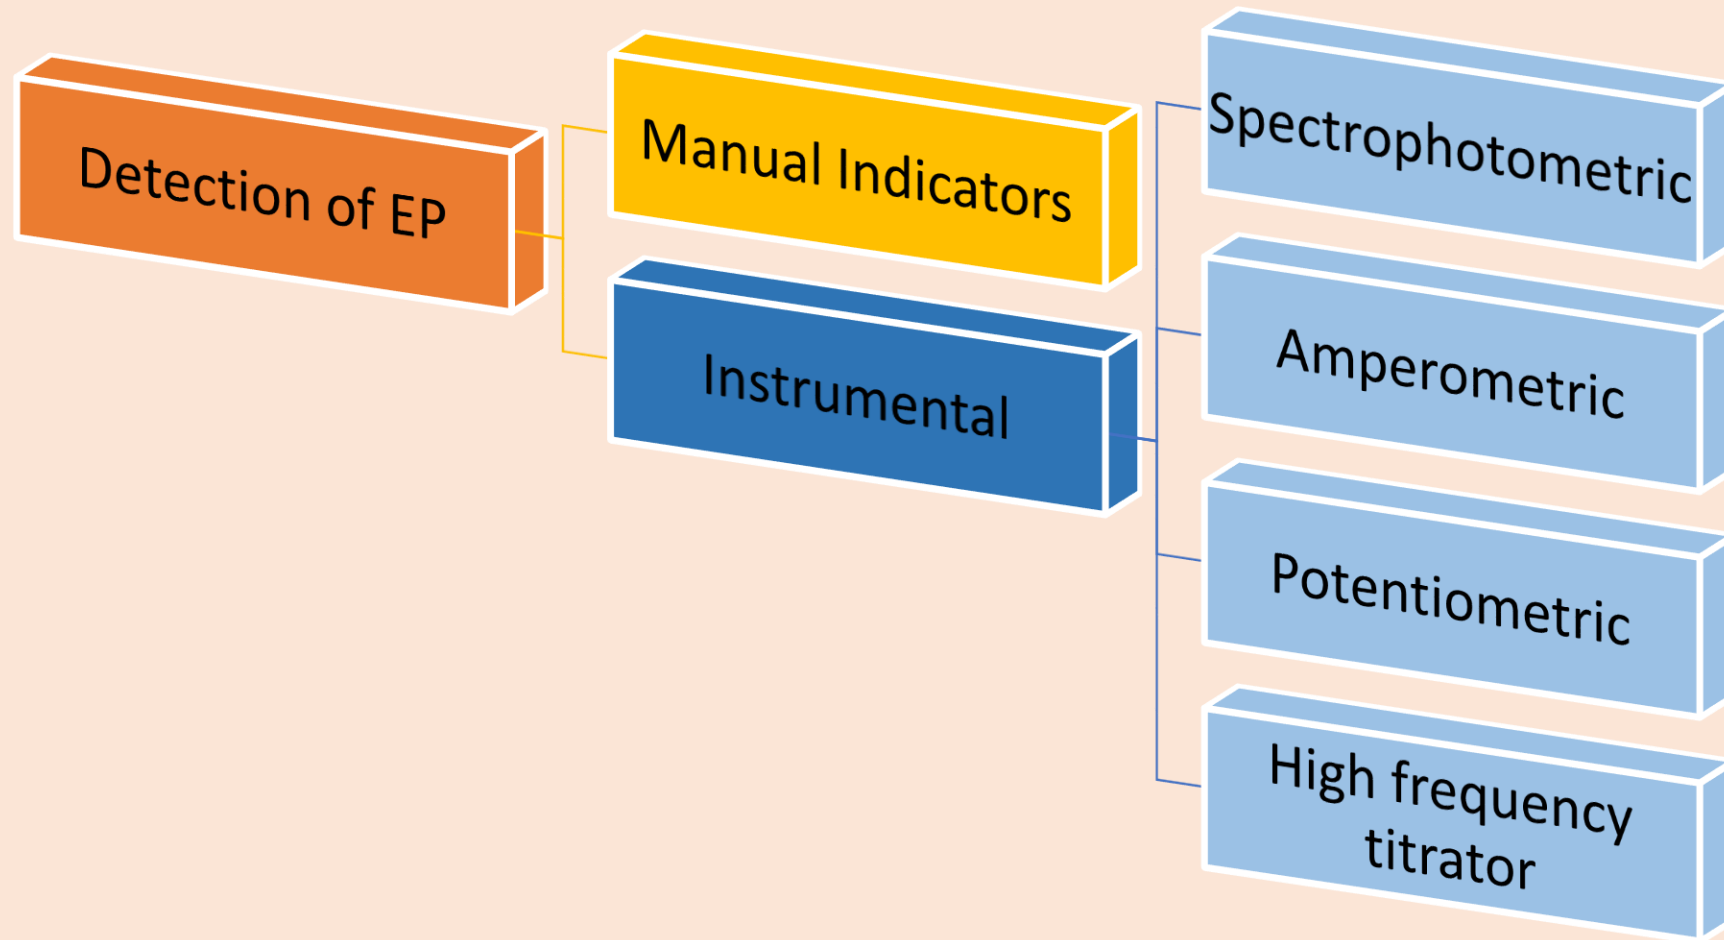 Detection of EP
Manual Indicators
Instrumental
Spectrophotometric
Amperometric
Potentiometric
High frequency
titrator